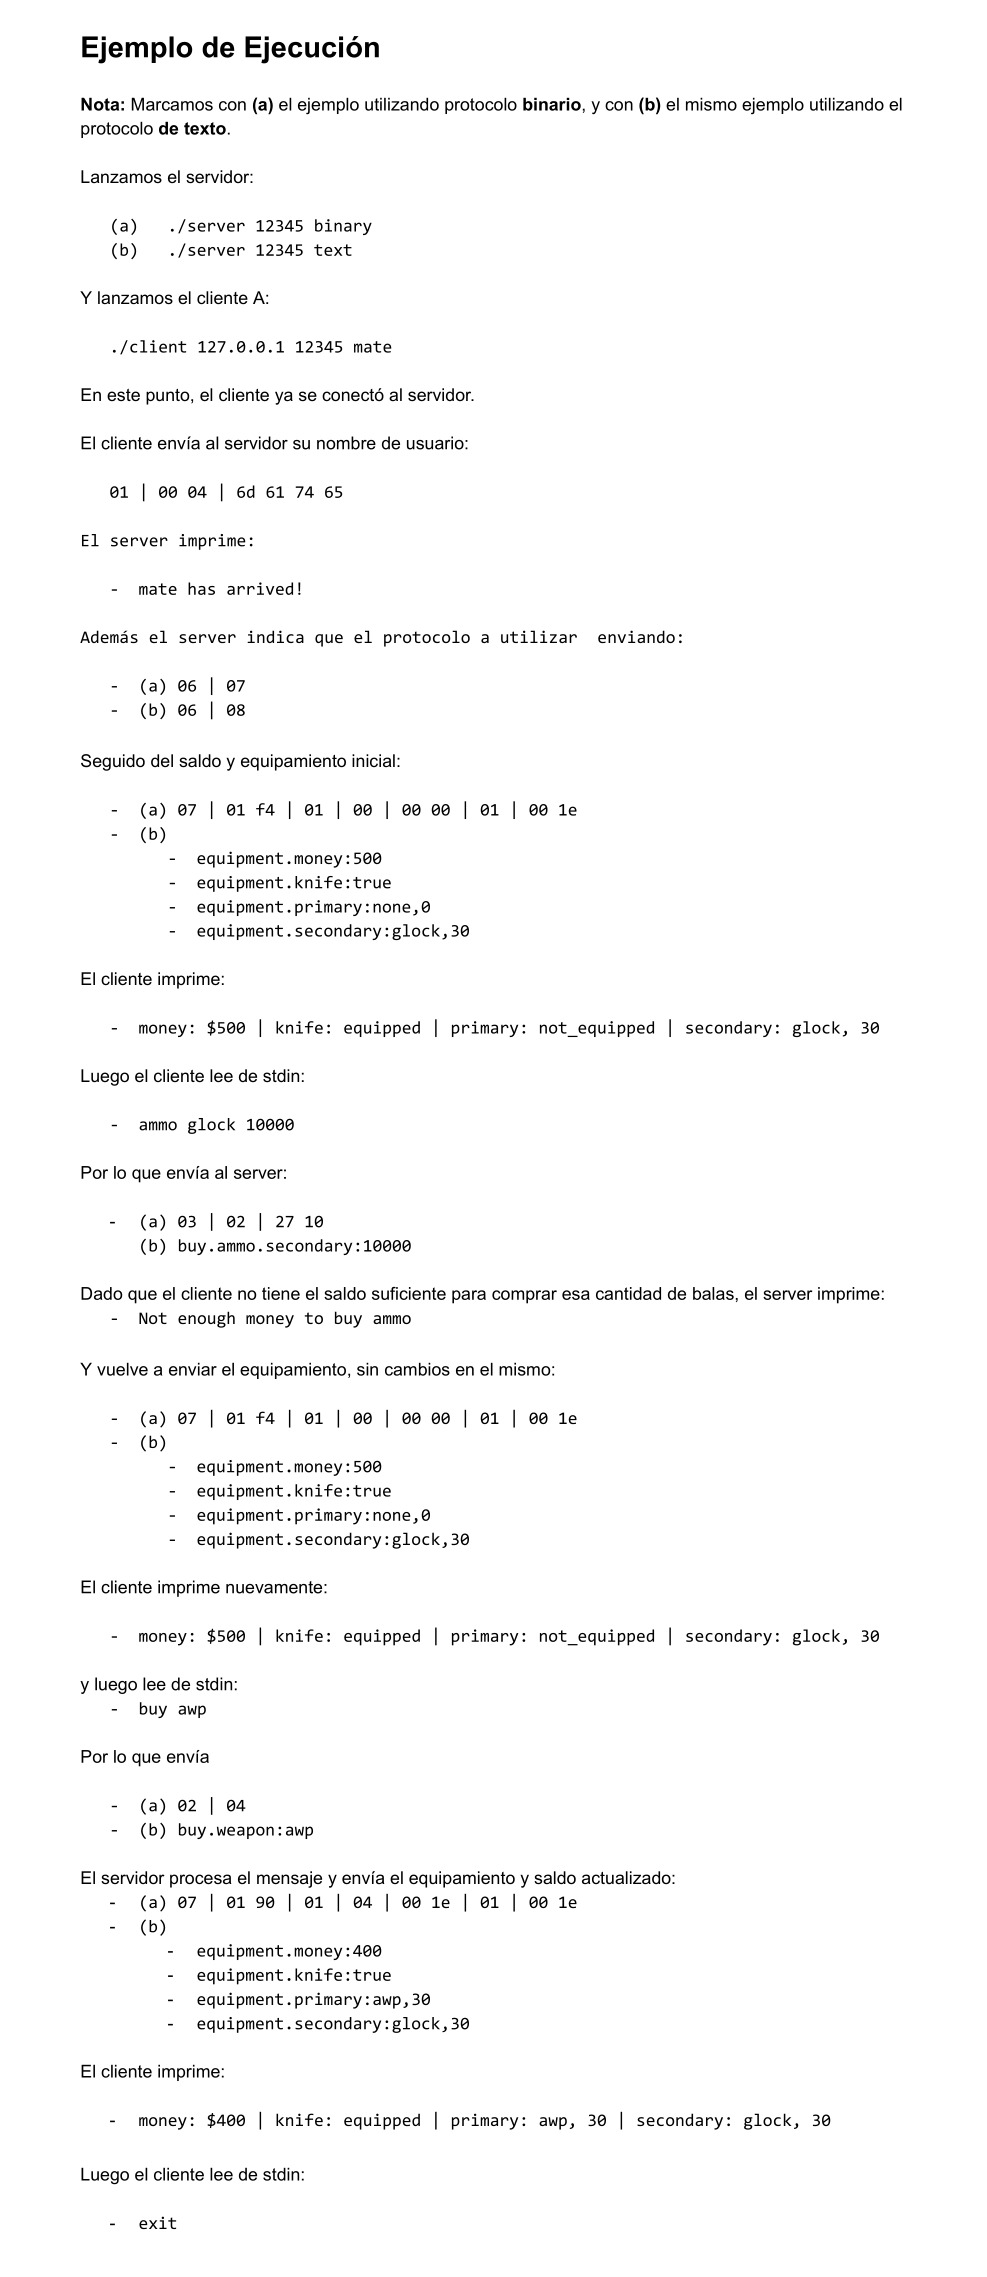 Ejemplo de Ejecución
Nota: Marcamos con (a) el ejemplo utilizando protocolo binario, y con (b) el mismo ejemplo utilizando el
protocolo de texto.
Lanzamos el servidor:
(a) ./server 12345 binary
(b) ./server 12345 text
Y lanzamos el cliente A:
./client 127.0.0.1 12345 mate
En este punto, el cliente ya se conectó al servidor.
El cliente envía al servidor su nombre de usuario:
01 | 00 04 | 6d 61 74 65
El server imprime:
- mate has arrived!
Además el server indica que el protocolo a utilizar enviando:
- (a) 06 | 07
- (b) 06 | 08
Seguido del saldo y equipamiento inicial:
- (a) 07 | 01 f4 | 01 | 00 | 00 00 | 01 | 00 1e
- (b)
- equipment.money:500
- equipment.knife:true
- equipment.primary:none,0
- equipment.secondary:glock,30
El cliente imprime:
- money: $500 | knife: equipped | primary: not_equipped | secondary: glock, 30
Luego el cliente lee de stdin:
- ammo glock 10000
Por lo que envía al server:
- (a) 03 | 02 | 27 10
(b) buy.ammo.secondary:10000
Dado que el cliente no tiene el saldo suficiente para comprar esa cantidad de balas, el server imprime:
- Not enough money to buy ammo
Y vuelve a enviar el equipamiento, sin cambios en el mismo:
- (a) 07 | 01 f4 | 01 | 00 | 00 00 | 01 | 00 1e
- (b)
- equipment.money:500
- equipment.knife:true
- equipment.primary:none,0
- equipment.secondary:glock,30
El cliente imprime nuevamente:
- money: $500 | knife: equipped | primary: not_equipped | secondary: glock, 30
y luego lee de stdin:
- buy awp
Por lo que envía
- (a) 02 | 04
- (b) buy.weapon:awp
El servidor procesa el mensaje y envía el equipamiento y saldo actualizado:
- (a) 07 | 01 90 | 01 | 04 | 00 1e | 01 | 00 1e
- (b)
- equipment.money:400
- equipment.knife:true
- equipment.primary:awp,30
- equipment.secondary:glock,30
El cliente imprime:
- money: $400 | knife: equipped | primary: awp, 30 | secondary: glock, 30
Luego el cliente lee de stdin:
- exit